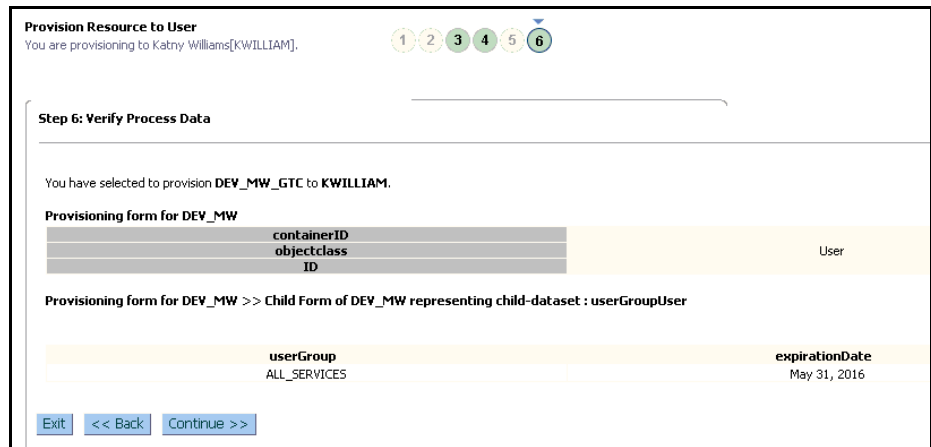 Provision Resource to User
You are provisioning to Katny Williams[KWILLIAM].
1 2 3 4 5 6
Step 6: Verify Process Data
You have selected to provision DEV_MW_GTC to KWILLIAM.
Provisioning form for DEV_MW
containerID
objectclass User
ID
Provisioning form for DEV_MW >> Child Form of DEV_MW representing child-dataset : userGroupUser
userGroup expirationDate
ALL_SERVICES May 31, 2016
Exit << Back Continue >>